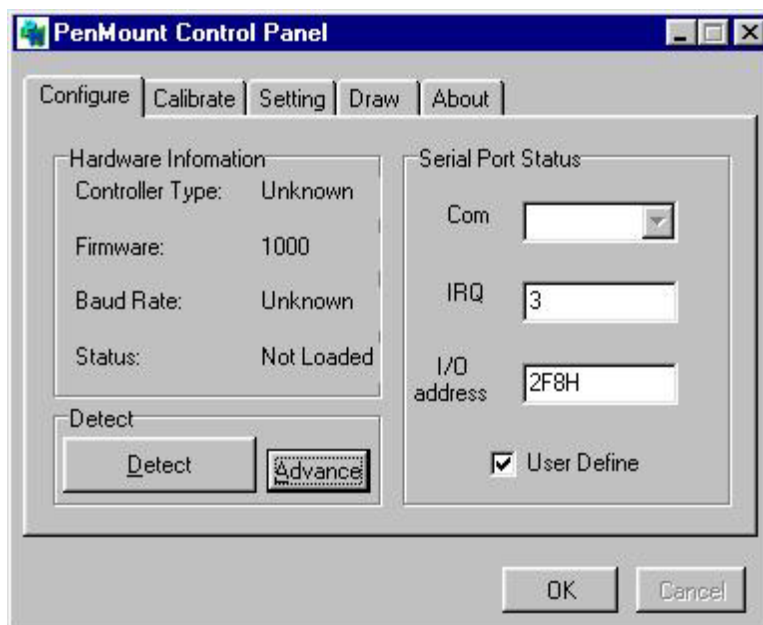 PenMount Control Panel
Configure Calibrate Setting Draw About
Hardware Infomation
Controller Type: Unknown
Firmware: 1000
Baud Rate: Unknown
Status: Not Loaded
Detect
Detect Advance
Serial Port Status
Com
IRQ 3
I/O
address 2F8H
User Define
OK Cancel